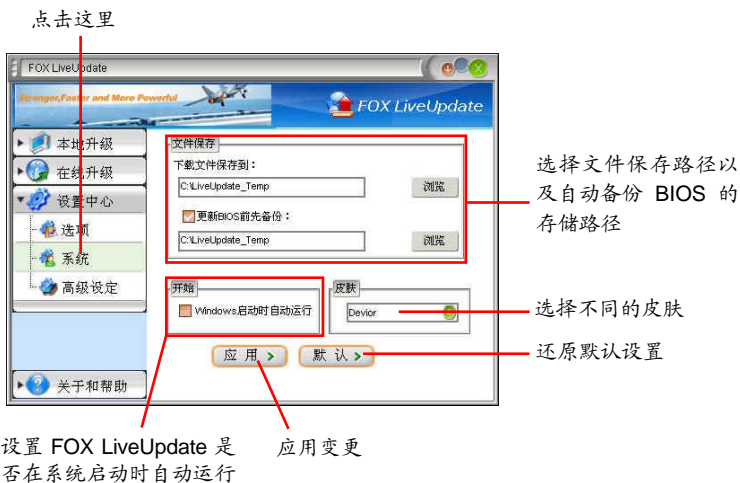 点击这里
FOX LiveUpdate
Stronger,Faster and More Powerful
FOX LiveUpdate
本地升级
在线升级
设置中心
选项
系统
高级设定
关于和帮助
文件保存
下载文件保存到：
C:\LiveUpdate_Temp
浏览
更新BIOS前先备份：
C:\LiveUpdate_Temp
浏览
开始
Windows启动时自动运行
皮肤
Devior
应 用
默 认
选择文件保存路径以
及自动备份 BIOS 的
存储路径
选择不同的皮肤
还原默认设置
设置 FOX LiveUpdate 是
否在系统启动时自动运行
应用变更